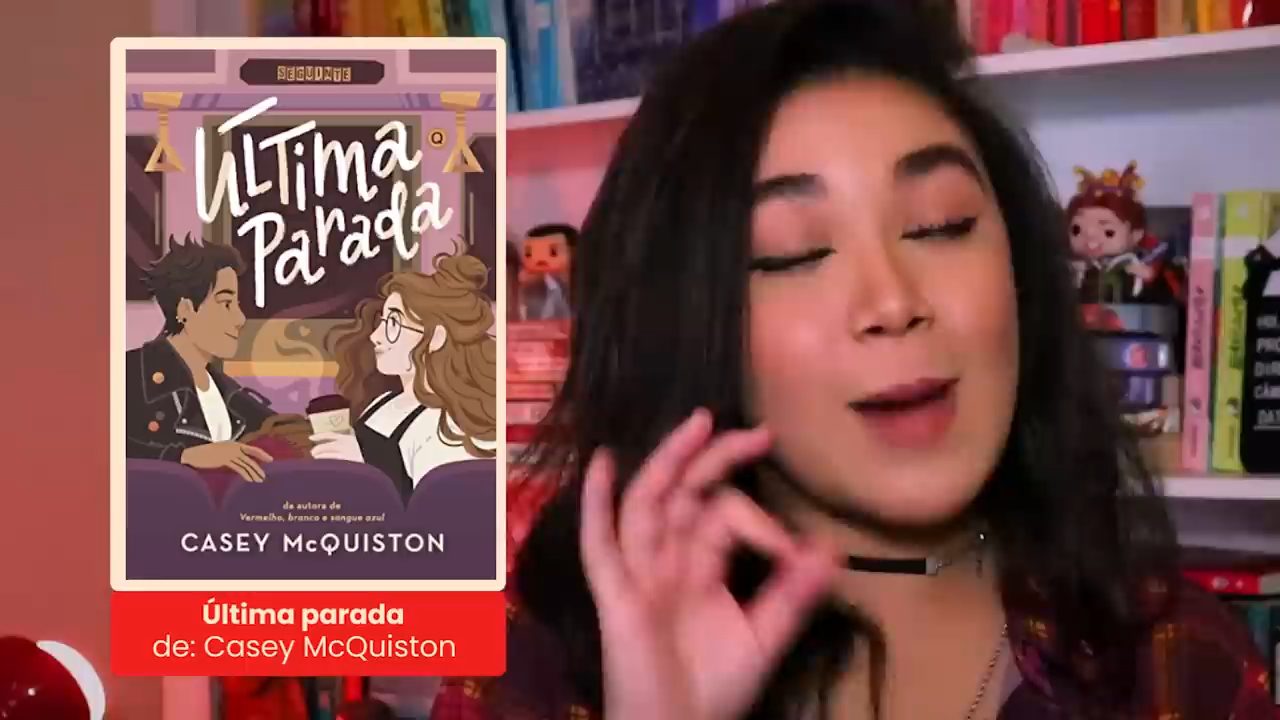 SEGUINTE
Q
ÚLTIMA
Parada
da autora de
Vermelho, branco e sangue azul
CASEY McQUISTON
Última parada
de: Casey McQuiston